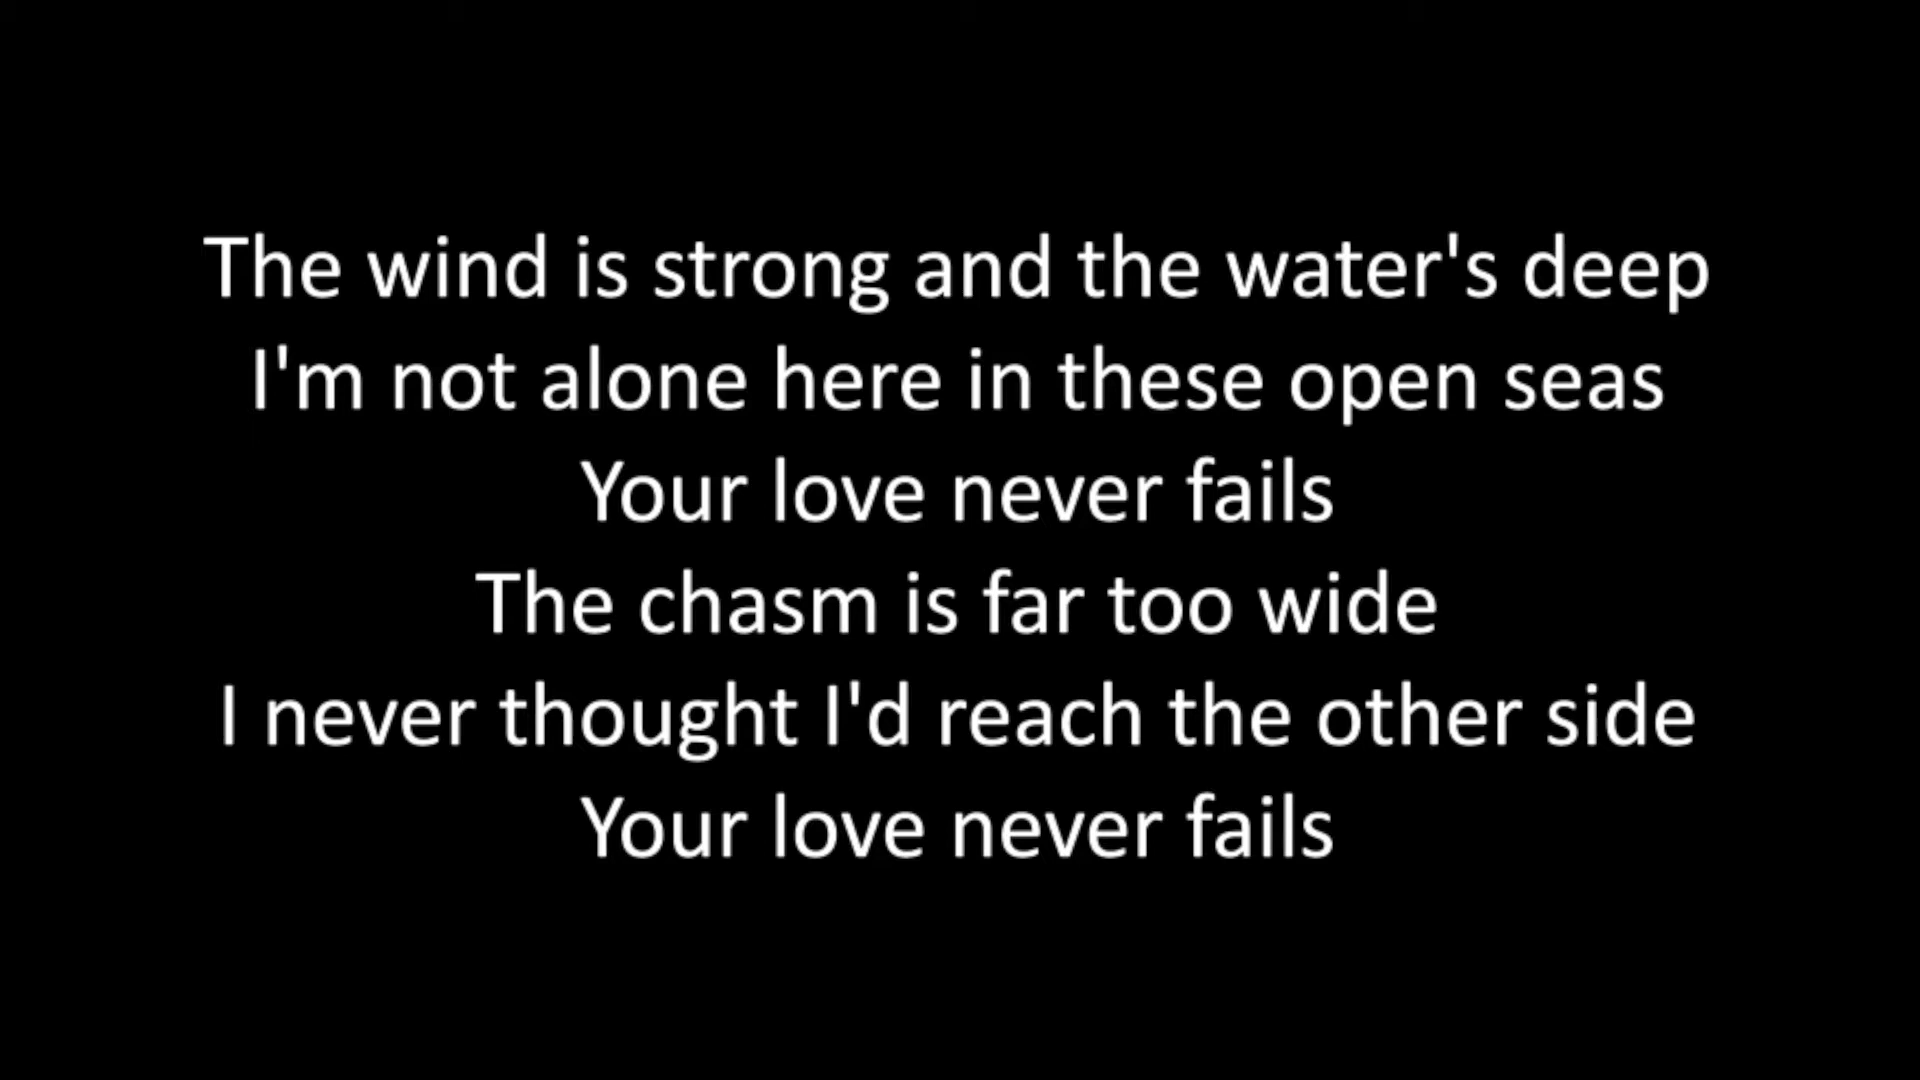 The wind is strong and the water's deep
I'm not alone here in these open seas
Your love never fails
The chasm is far too wide
I never thought I'd reach the other side
Your love never fails